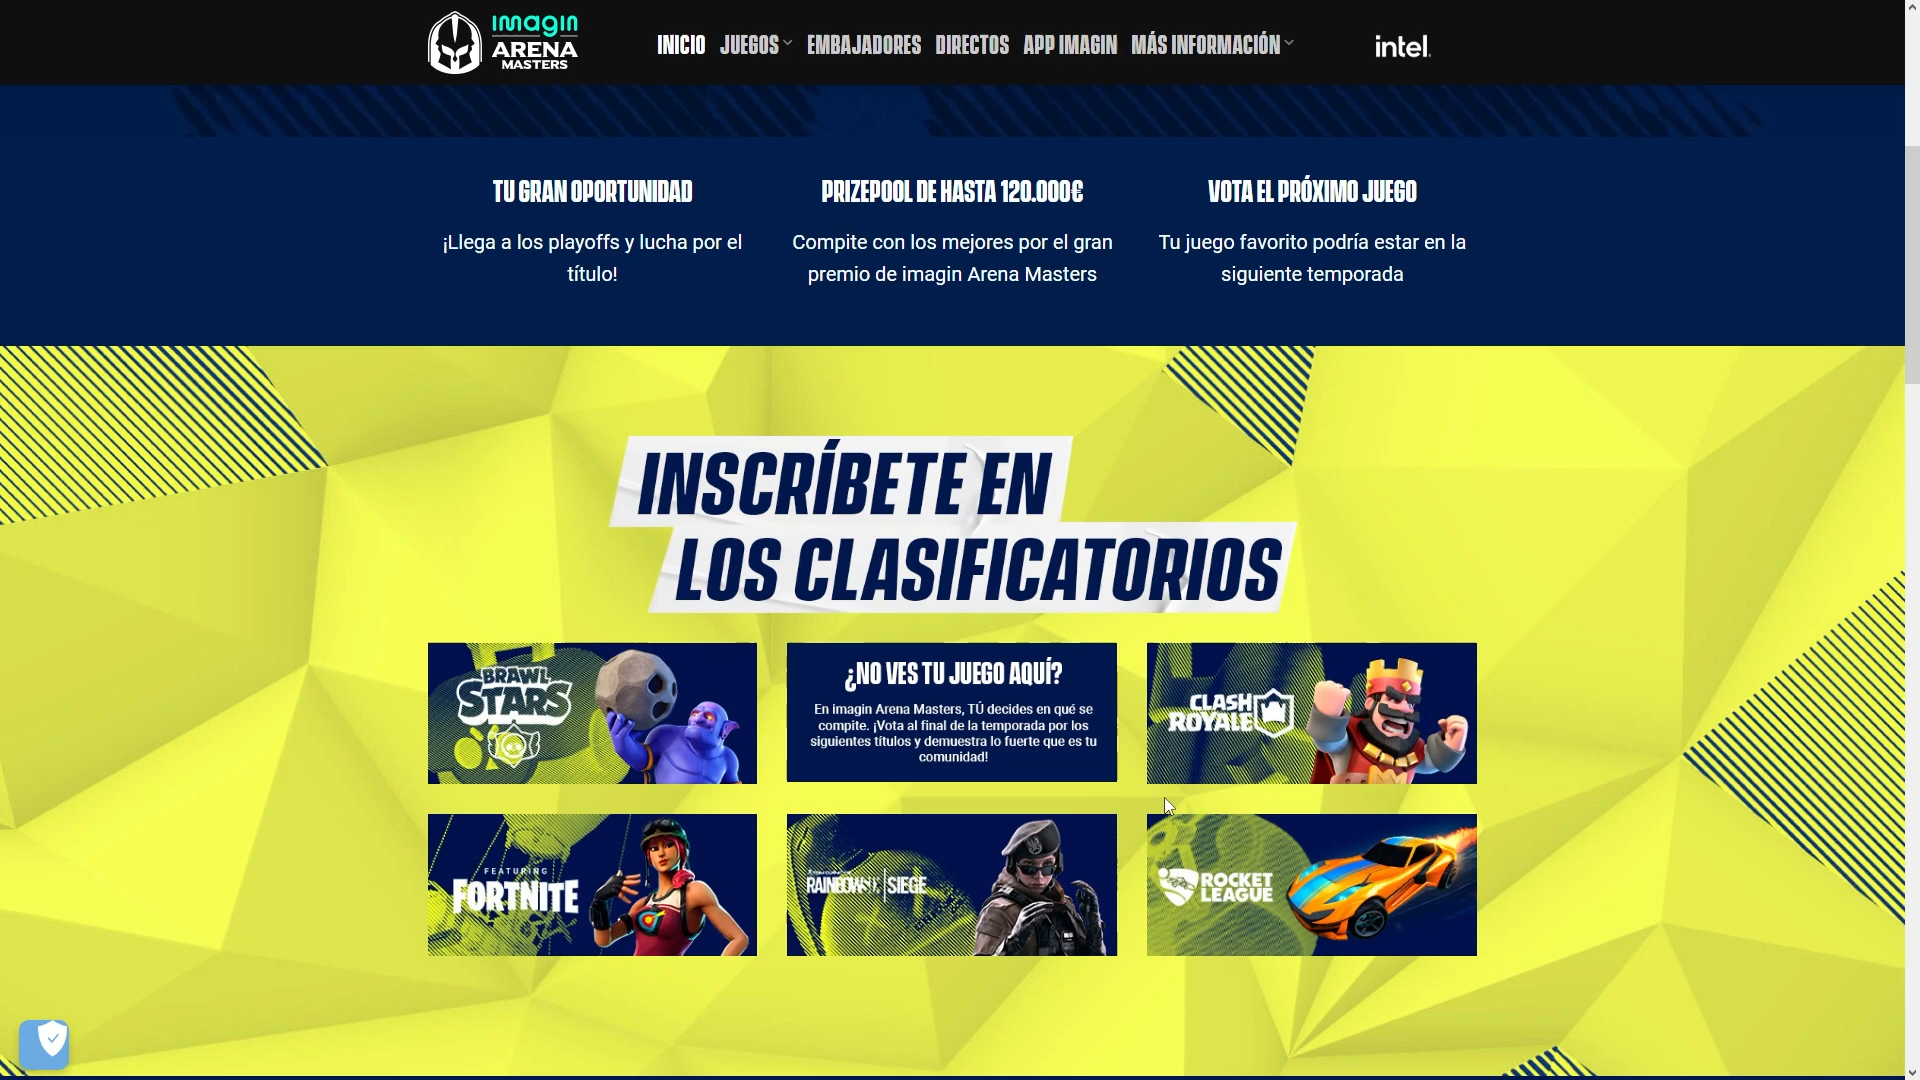 imagin
ARENA
MASTERS
INICIO JUEGOS EMBAJADORES DIRECTOS APP IMAGIN MÁS INFORMACIÓN
intel.
TU GRAN OPORTUNIDAD
¡Llega a los playoffs y lucha por el
título!
PRIZEPOOL DE HASTA 120.000€
Compite con los mejores por el gran
premio de imagin Arena Masters
VOTA EL PRÓXIMO JUEGO
Tu juego favorito podría estar en la
siguiente temporada
INSCRÍBETE EN
LOS CLASIFICATORIOS
BRAWL
STARS
¿NO VES TU JUEGO AQUÍ?
En imagin Arena Masters, TÚ decides en qué se
compite. ¡Vota al final de la temporada por los
siguientes títulos y demuestra lo fuerte que es tu
comunidad!
CLASH
ROYALE
FEATURING
FORTNITE
RAINBOW SIX | SIEGE
ROCKET
LEAGUE